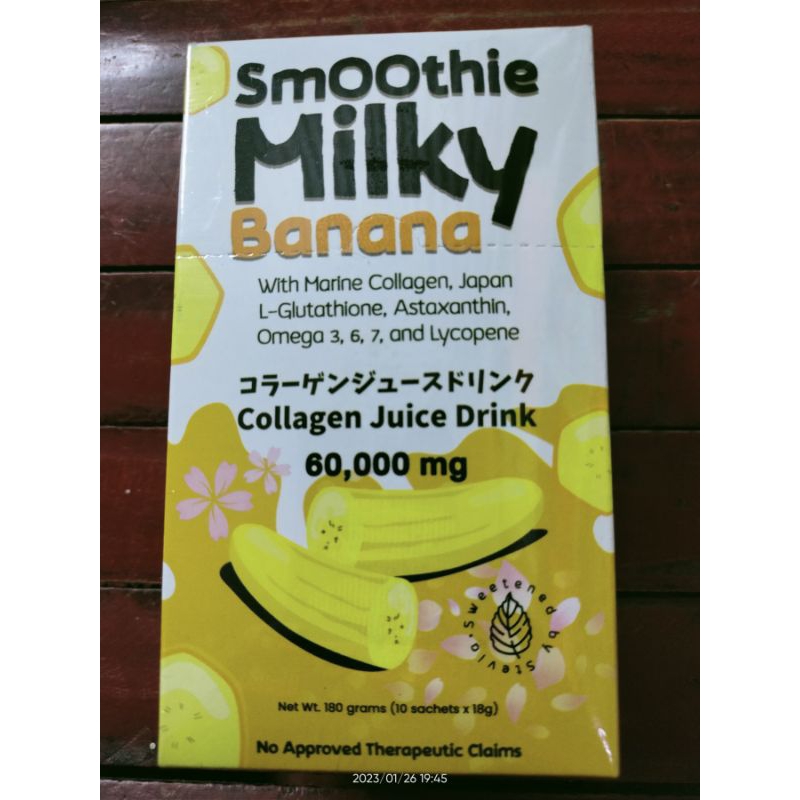 SmOOthie
Milky
Banana
With Marine Collagen, Japan
L-Glutathione, Astaxanthin,
Omega 3, 6, 7, and Lycopene
コラーゲンジュースドリンク
Collagen Juice Drink
60,000 mg
Sweetened by Stevia.
Net Wt. 180 grams (10 sachets x 18g)
No Approved Therapeutic Claims
2023/01/26 19:45